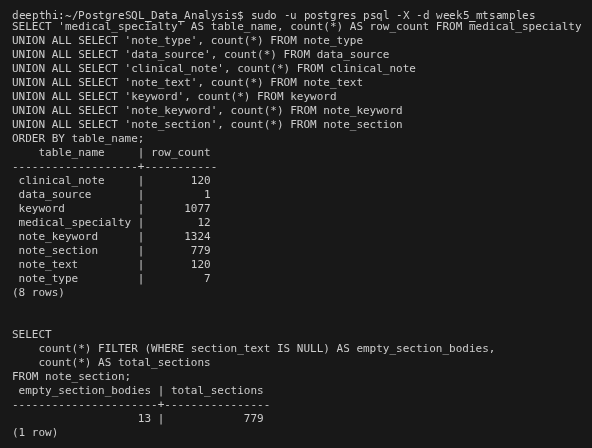 deepthi:~/PostgreSQL_Data_Analysis$ sudo -u postgres psql -X -d week5_mtsamples
SELECT 'medical_specialty' AS table_name, count(*) AS row_count FROM medical_specialty
UNION ALL SELECT 'note_type', count(*) FROM note_type
UNION ALL SELECT 'data_source', count(*) FROM data_source
UNION ALL SELECT 'clinical_note', count(*) FROM clinical_note
UNION ALL SELECT 'note_text', count(*) FROM note_text
UNION ALL SELECT 'keyword', count(*) FROM keyword
UNION ALL SELECT 'note_keyword', count(*) FROM note_keyword
UNION ALL SELECT 'note_section', count(*) FROM note_section
ORDER BY table_name;
    table_name     | row_count
-------------------+-----------
 clinical_note     |       120
 data_source       |         1
 keyword           |      1077
 medical_specialty |        12
 note_keyword      |      1324
 note_section      |       779
 note_text         |       120
 note_type         |         7
(8 rows)
SELECT
    count(*) FILTER (WHERE section_text IS NULL) AS empty_section_bodies,
    count(*) AS total_sections
FROM note_section;
 empty_section_bodies | total_sections
----------------------+----------------
                   13 |            779
(1 row)